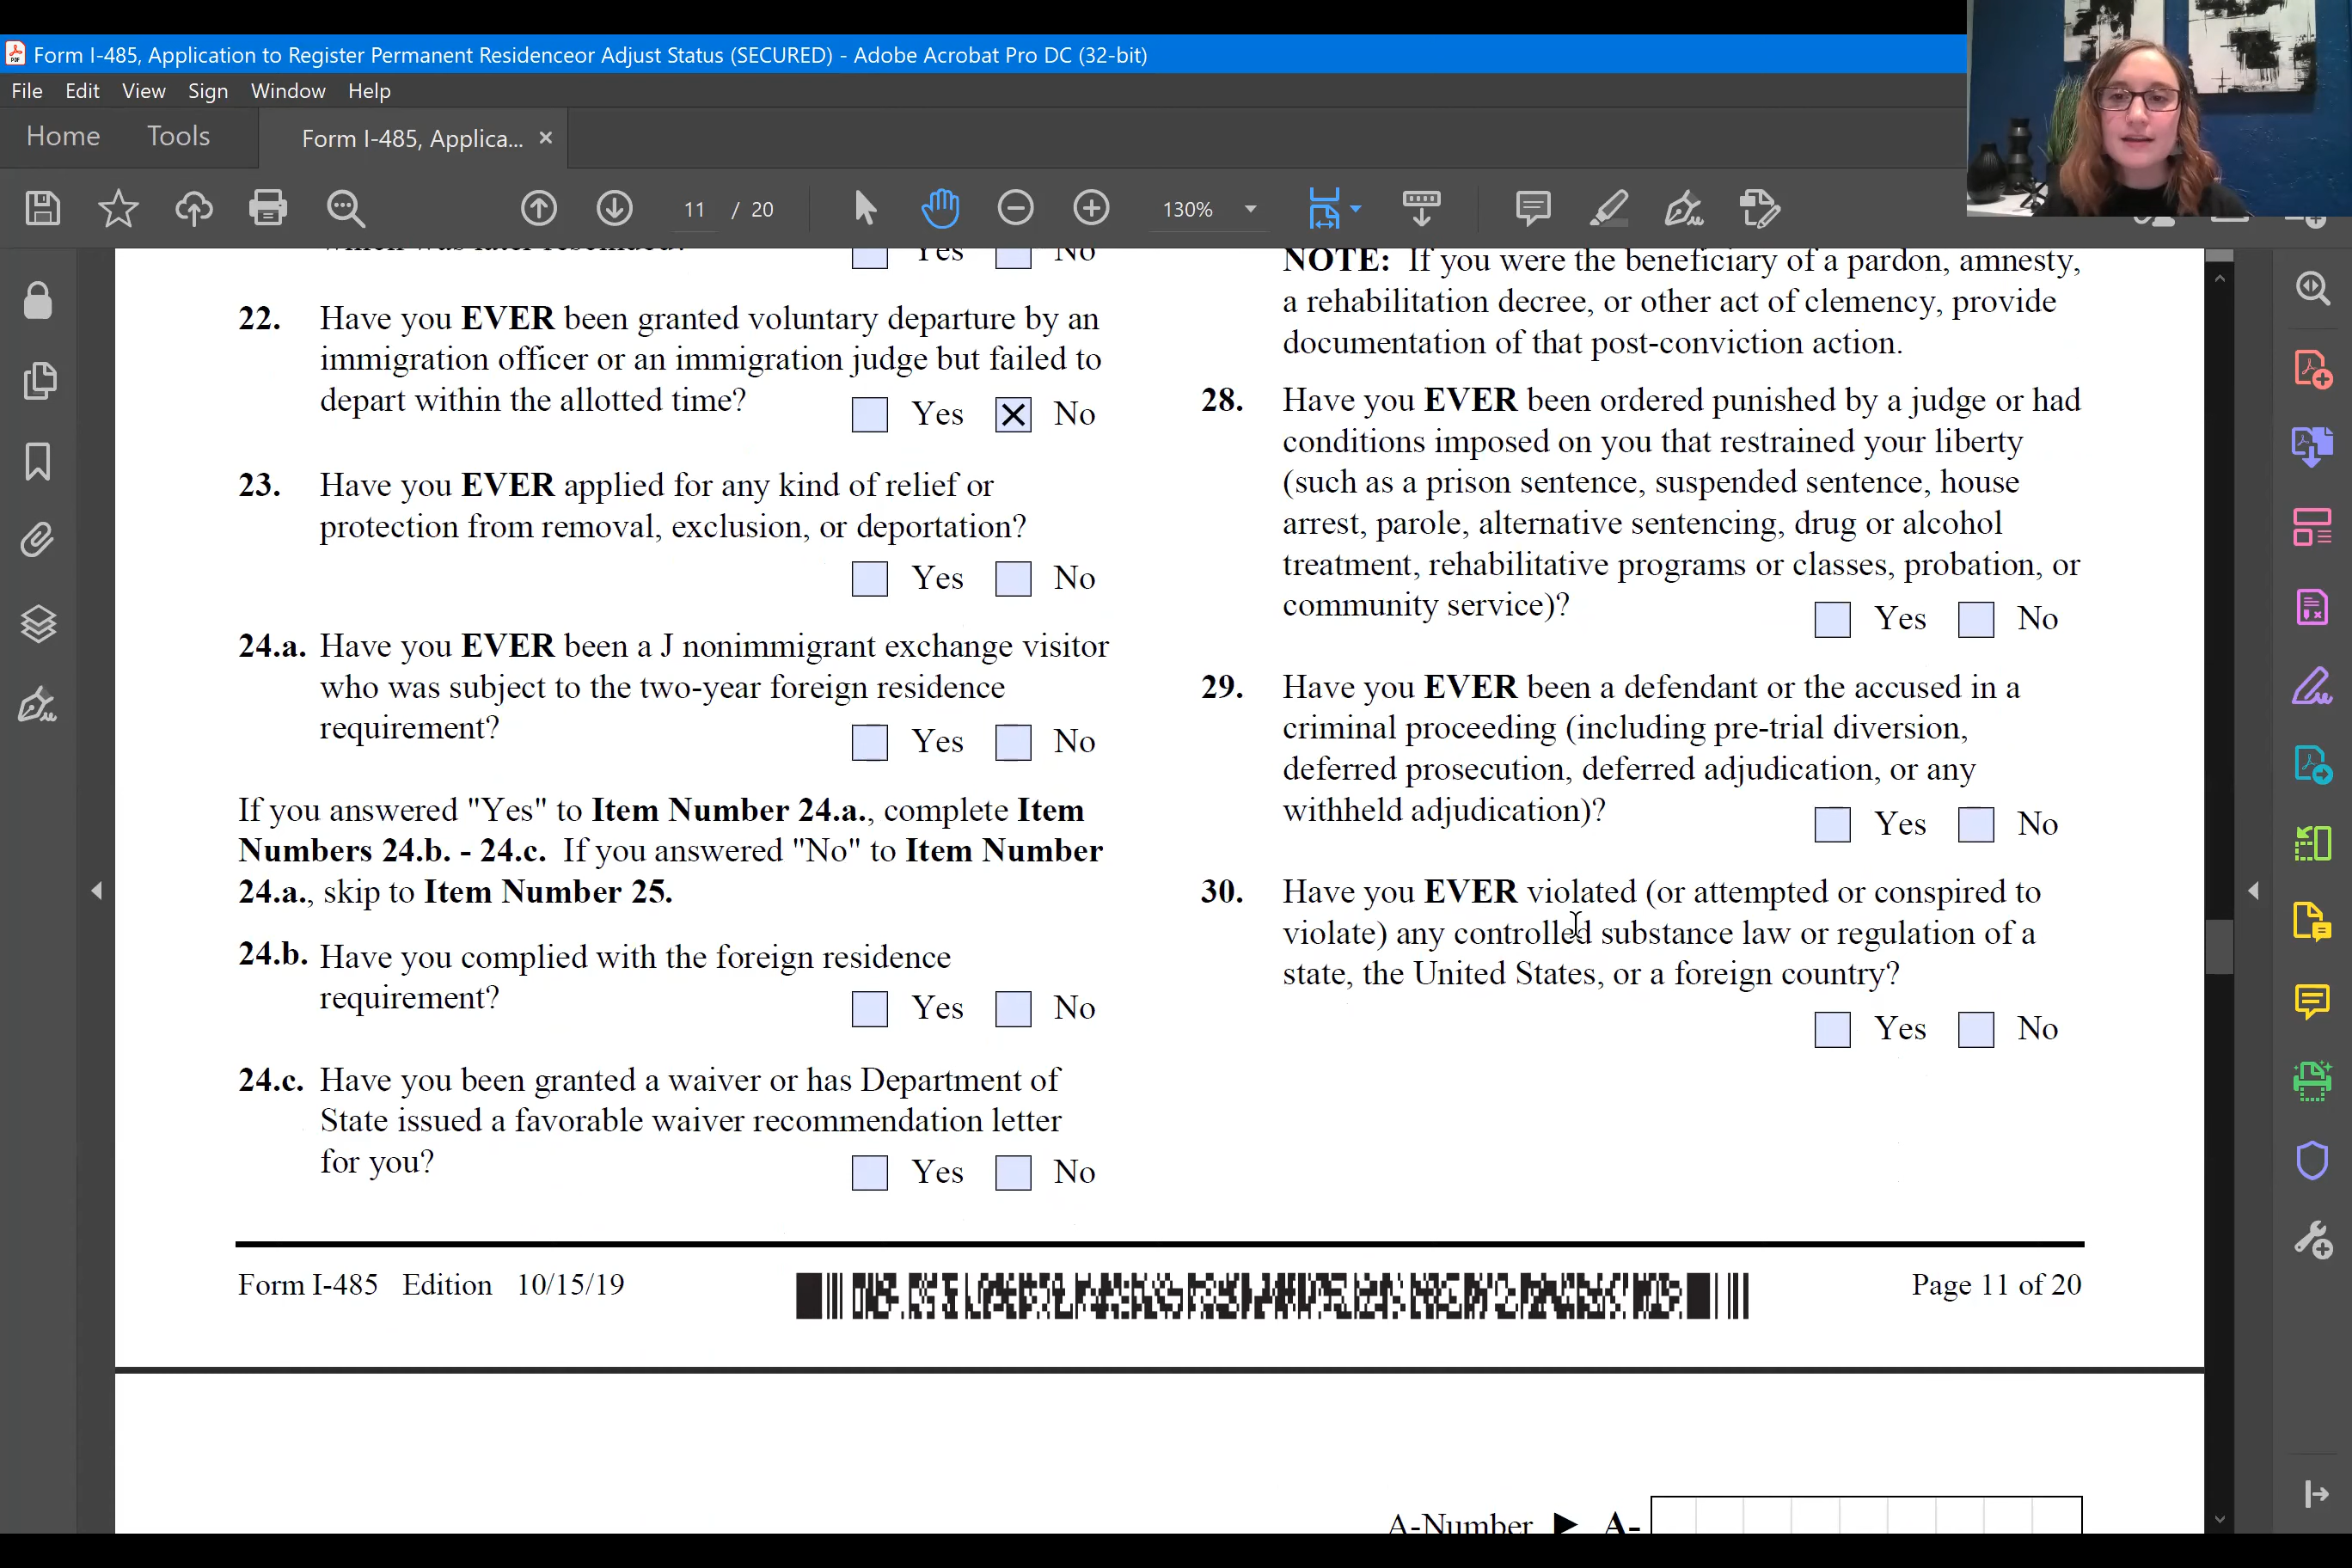 Form I-485, Application to Register Permanent Residenceor Adjust Status (SECURED) - Adobe Acrobat Pro DC (32-bit)
File Edit View Sign Window Help
Home Tools Form I-485, Applica... ×
11 / 20 130%
which was later rescinded?
Yes No
22. Have you EVER been granted voluntary departure by an
immigration officer or an immigration judge but failed to
depart within the allotted time?
Yes No
23. Have you EVER applied for any kind of relief or
protection from removal, exclusion, or deportation?
Yes No
24.a. Have you EVER been a J nonimmigrant exchange visitor
who was subject to the two-year foreign residence
requirement?
Yes No
If you answered "Yes" to Item Number 24.a., complete Item
Numbers 24.b. - 24.c. If you answered "No" to Item Number
24.a., skip to Item Number 25.
24.b. Have you complied with the foreign residence
requirement?
Yes No
24.c. Have you been granted a waiver or has Department of
State issued a favorable waiver recommendation letter
for you?
Yes No
NOTE: If you were the beneficiary of a pardon, amnesty,
a rehabilitation decree, or other act of clemency, provide
documentation of that post-conviction action.
28. Have you EVER been ordered punished by a judge or had
conditions imposed on you that restrained your liberty
(such as a prison sentence, suspended sentence, house
arrest, parole, alternative sentencing, drug or alcohol
treatment, rehabilitative programs or classes, probation, or
community service)?
Yes No
29. Have you EVER been a defendant or the accused in a
criminal proceeding (including pre-trial diversion,
deferred prosecution, deferred adjudication, or any
withheld adjudication)?
Yes No
30. Have you EVER violated (or attempted or conspired to
violate) any controlled substance law or regulation of a
state, the United States, or a foreign country?
Yes No
Form I-485 Edition 10/15/19
Page 11 of 20
A-Number ► A-